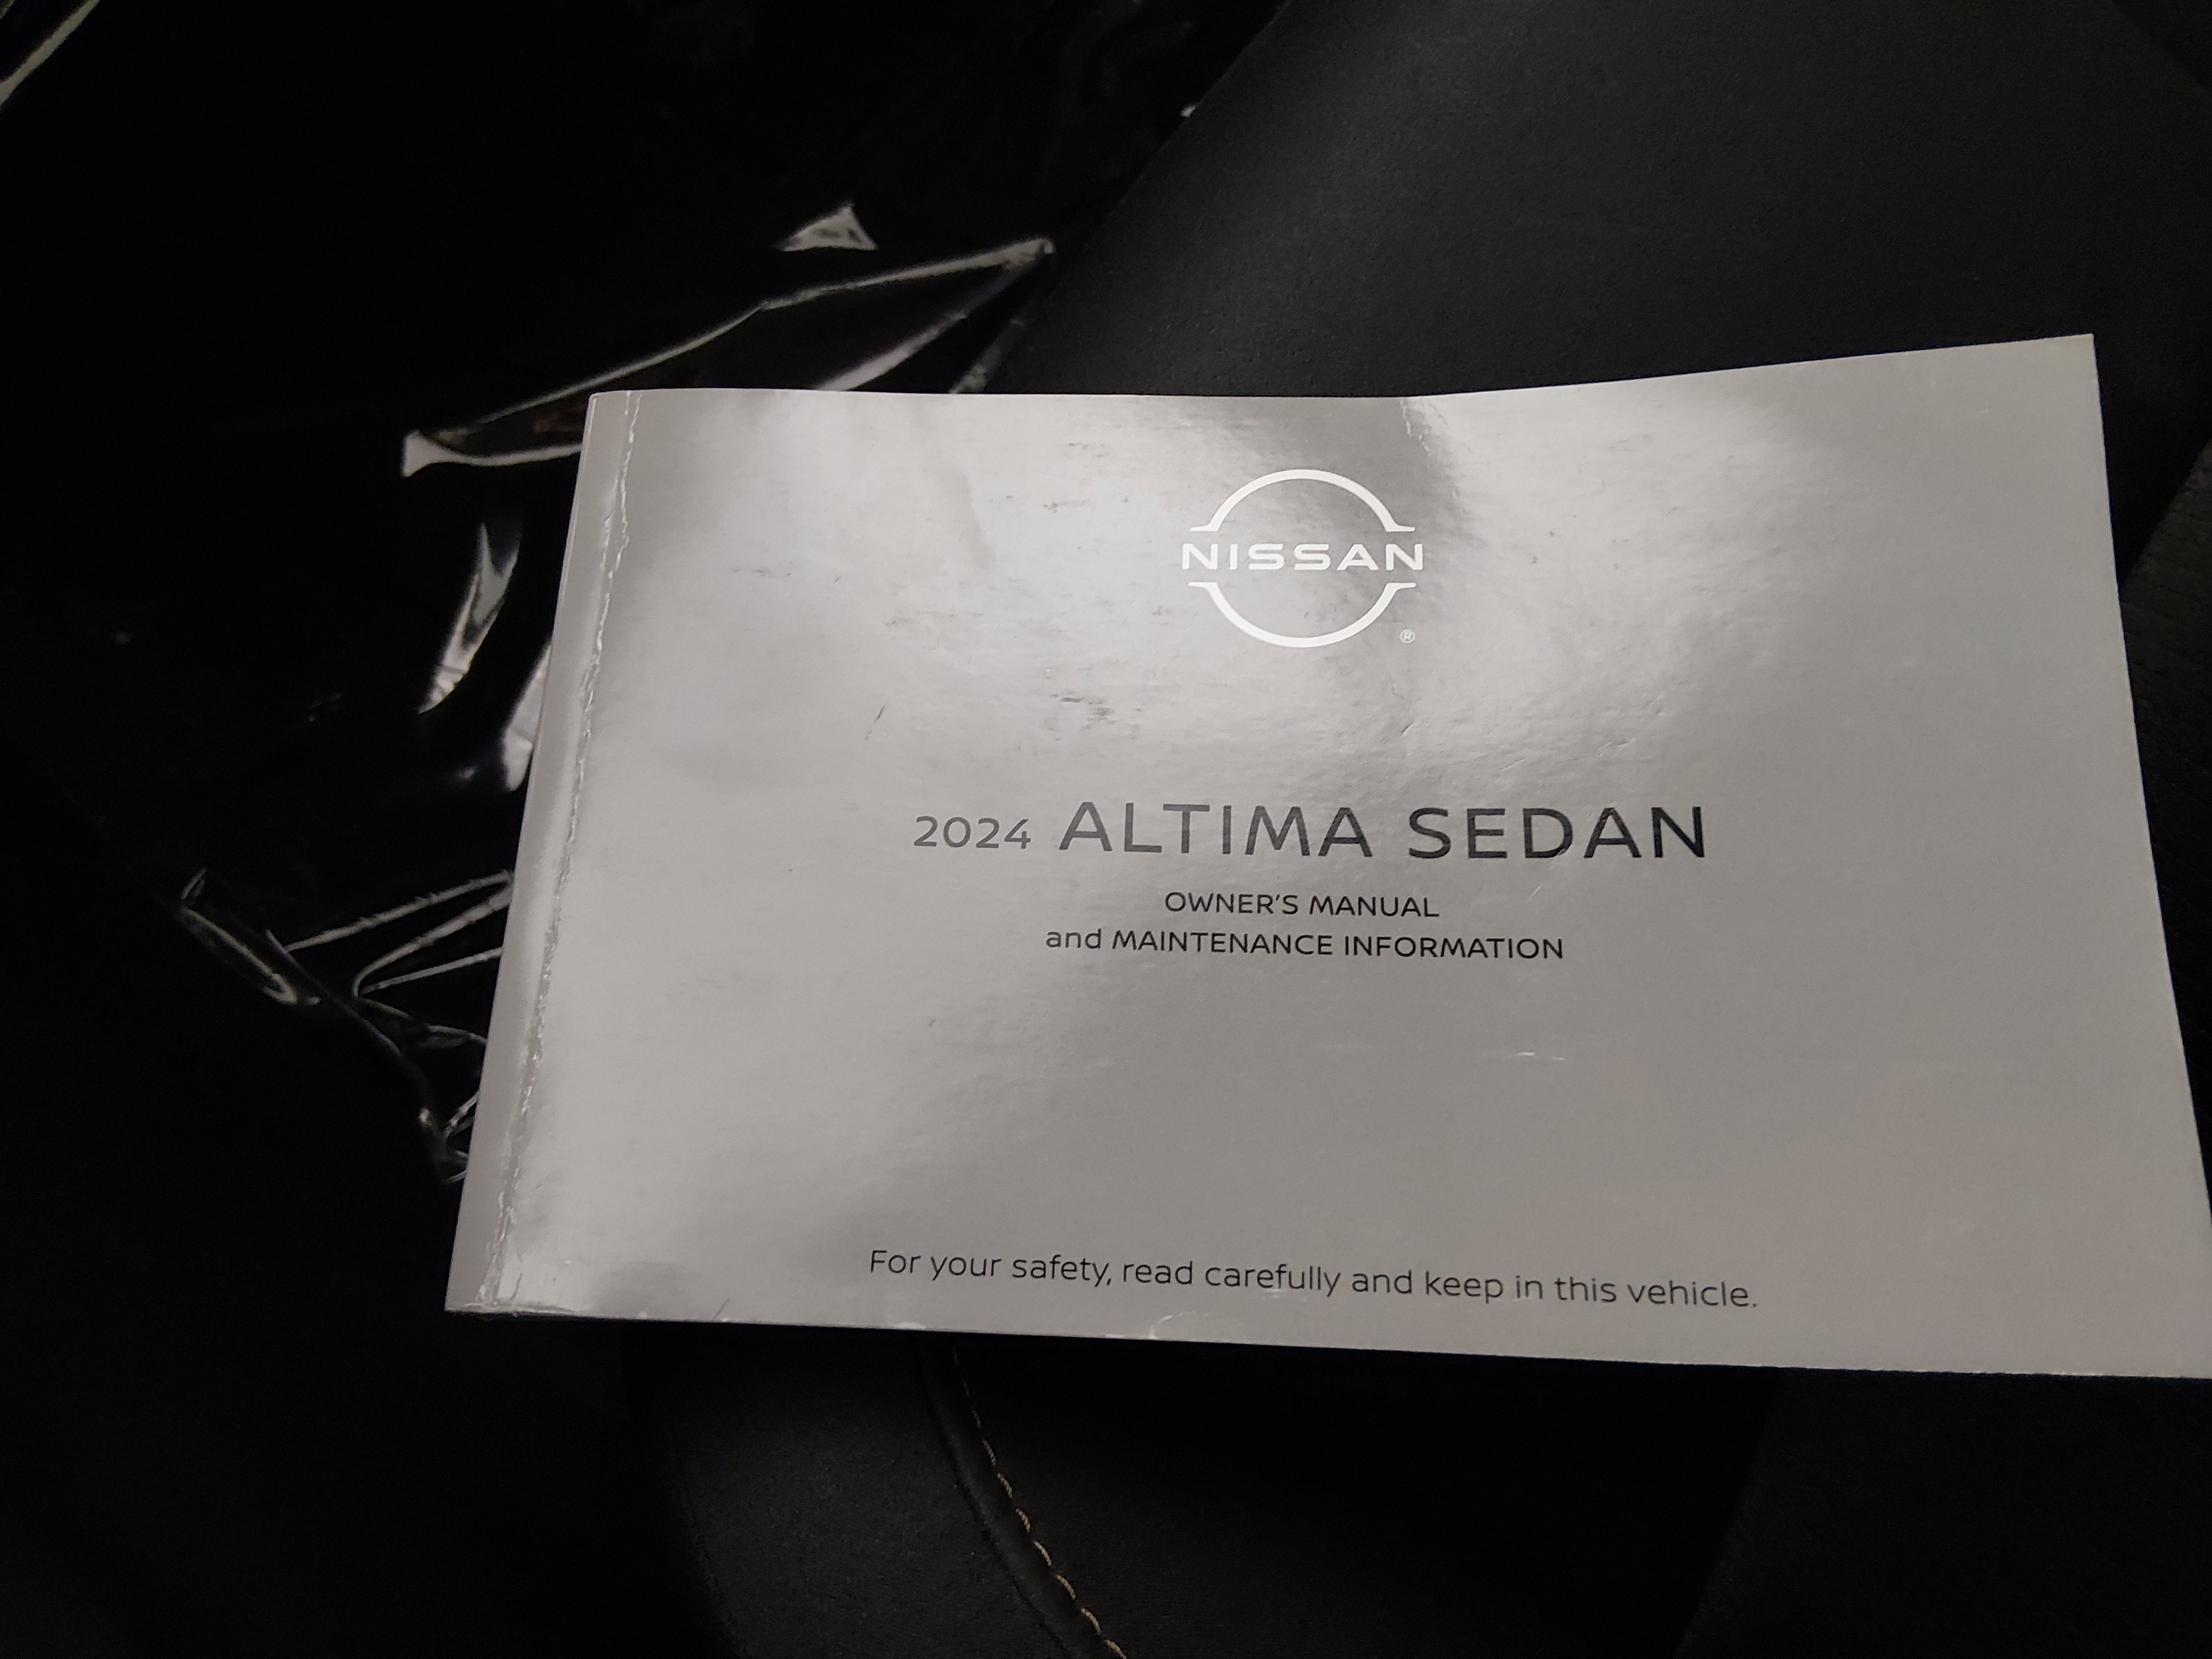 NISSAN
®
2024 ALTIMA SEDAN
OWNER'S MANUAL
and MAINTENANCE INFORMATION
For your safety, read carefully and keep in this vehicle.